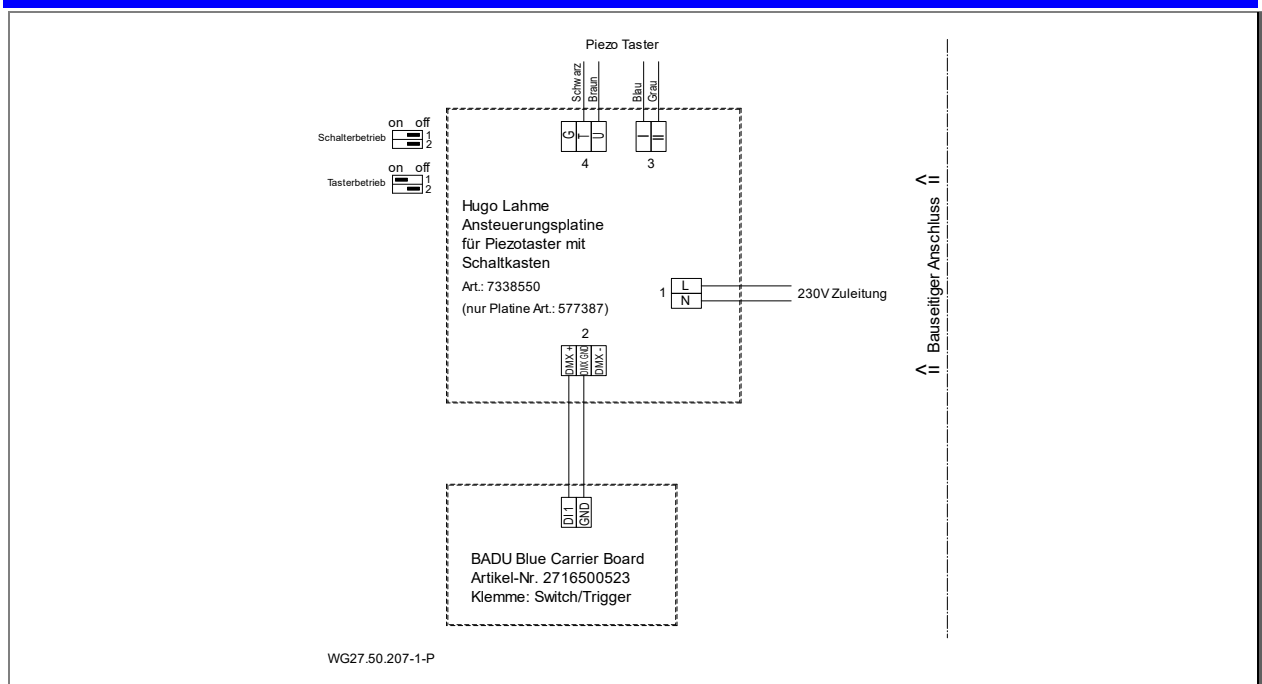 Piezo Taster
Schwarz
Braun
Blau
Grau
on off
Schalterbetrieb
1
2
on off
Tasterbetrieb
1
2
G
T
U
I
II
4
3
Hugo Lahme
Ansteuerungsplatine
für Piezotaster mit
Schaltkasten
Art.: 7338550
(nur Platine Art.: 577387)
1
L
N
230V Zuleitung
<= Bauseitiger Anschluss <=
2
DMX +
DMX GND
DMX -
DI1
GND
BADU Blue Carrier Board
Artikel-Nr. 2716500523
Klemme: Switch/Trigger
WG27.50.207-1-P